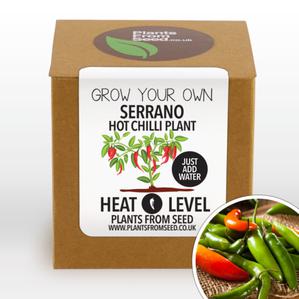 Plants
From
Seed.co.uk
GROW YOUR OWN
SERRANO
HOT CHILLI PLANT
JUST
ADD
WATER
HEAT LEVEL
PLANTS FROM SEED
WWW.PLANTSFROMSEED.CO.UK